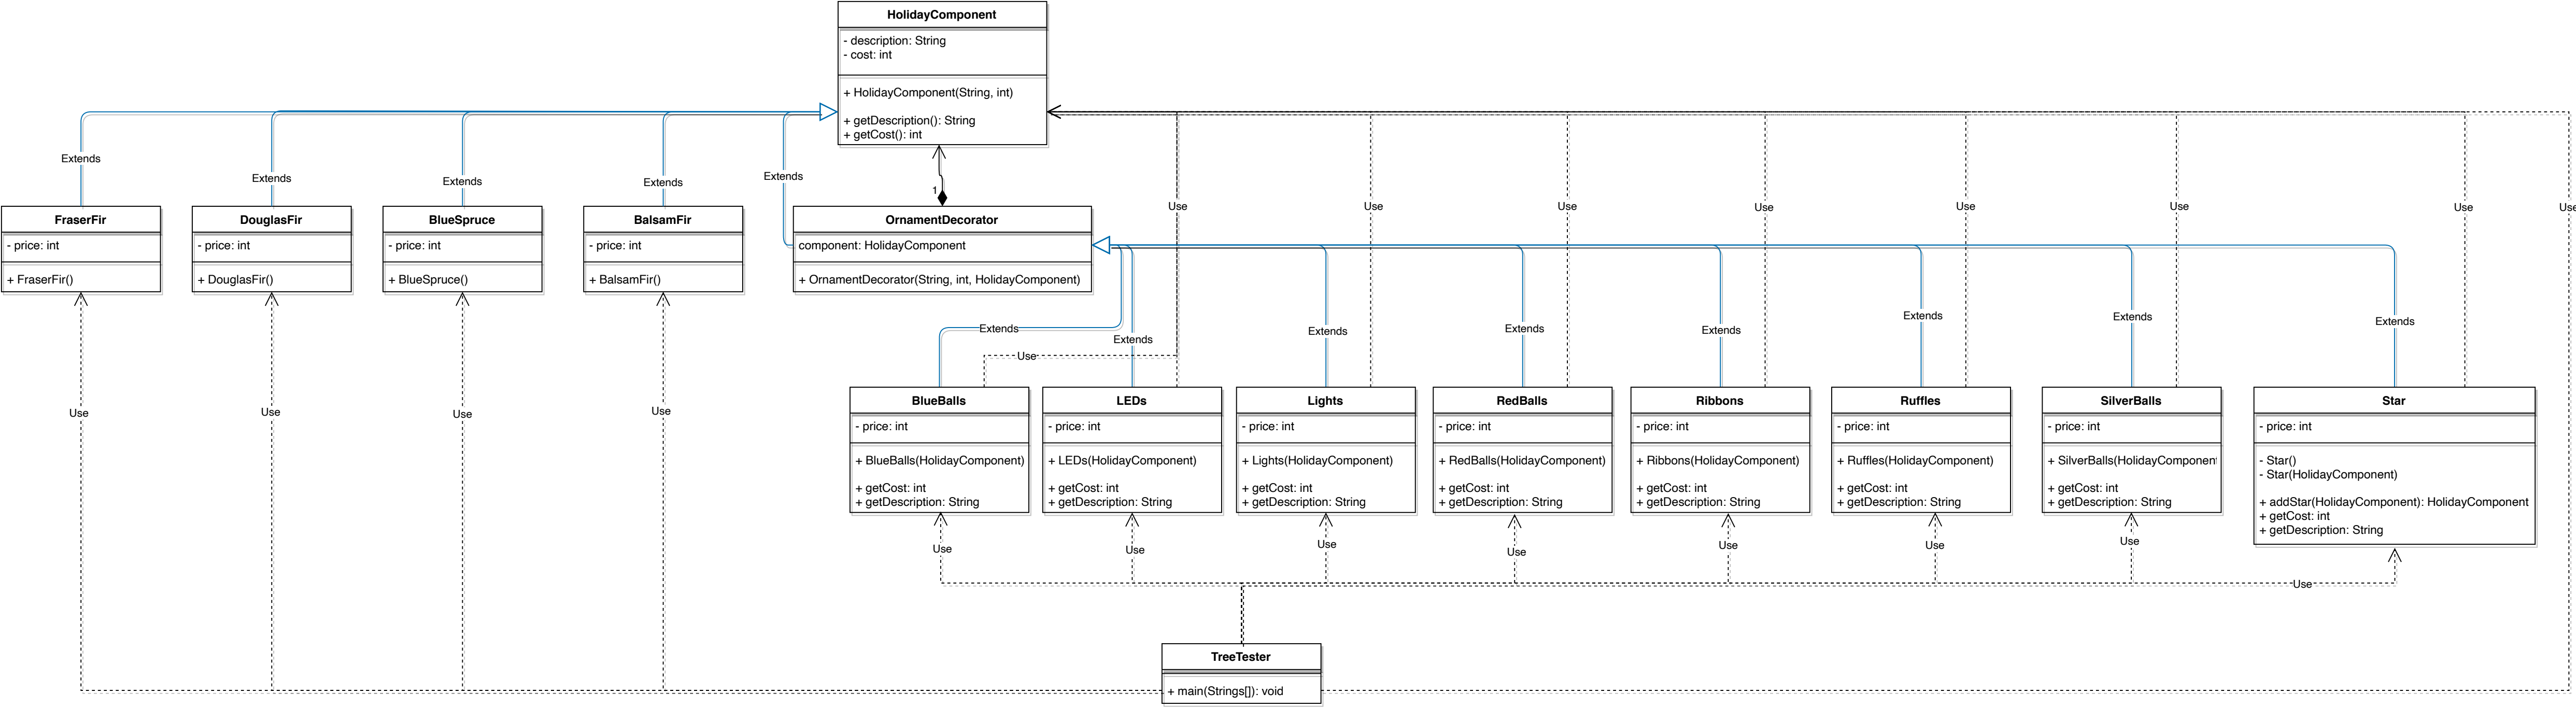 HolidayComponent
- description: String
- cost: int
+ HolidayComponent(String, int)
+ getDescription(): String
+ getCost(): int
Extends
Extends
Extends
Extends
Extends
1
Use
Use
Use
Use
Use
Use
Use
Use
FraserFir
- price: int
+ FraserFir()
DouglasFir
- price: int
+ DouglasFir()
BlueSpruce
- price: int
+ BlueSpruce()
BalsamFir
- price: int
+ BalsamFir()
OrnamentDecorator
component: HolidayComponent
+ OrnamentDecorator(String, int, HolidayComponent)
Extends
Extends
Extends
Extends
Extends
Extends
Extends
Extends
Use
Use
Use
Use
Use
BlueBalls
- price: int
+ BlueBalls(HolidayComponent)
+ getCost: int
+ getDescription: String
LEDs
- price: int
+ LEDs(HolidayComponent)
+ getCost: int
+ getDescription: String
Lights
- price: int
+ Lights(HolidayComponent)
+ getCost: int
+ getDescription: String
RedBalls
- price: int
+ RedBalls(HolidayComponent)
+ getCost: int
+ getDescription: String
Ribbons
- price: int
+ Ribbons(HolidayComponent)
+ getCost: int
+ getDescription: String
Ruffles
- price: int
+ Ruffles(HolidayComponent)
+ getCost: int
+ getDescription: String
SilverBalls
- price: int
+ SilverBalls(HolidayComponent
+ getCost: int
+ getDescription: String
Star
- price: int
- Star()
- Star(HolidayComponent)
+ addStar(HolidayComponent): HolidayComponent
+ getCost: int
+ getDescription: String
Use
Use
Use
Use
Use
Use
Use
Use
TreeTester
+ main(Strings[]): void